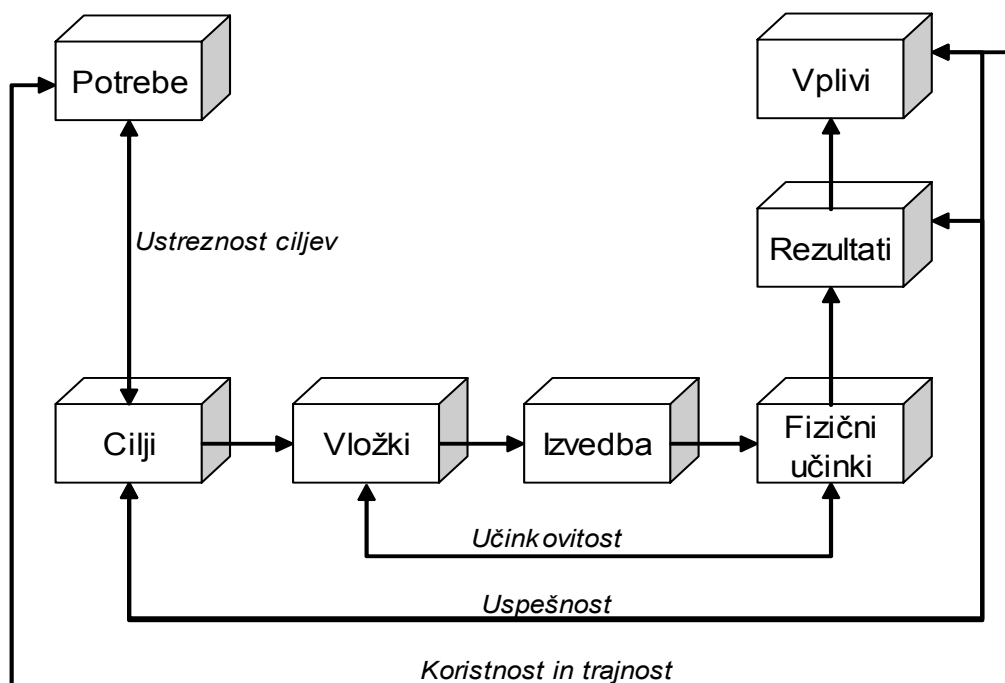 Potrebe
Vplivi
Ustreznost ciljev
Rezultati
Cilji
Vložki
Izvedba
Fizični
učinki
Učinkovitost
Uspešnost
Koristnost in trajnost